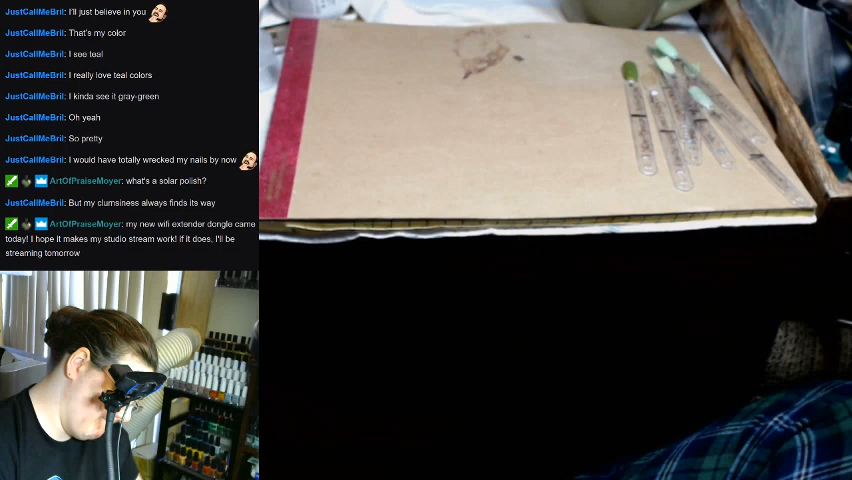 JustCallMeBril: I'll just believe in you
JustCallMeBril: That's my color
JustCallMeBril: I see teal
JustCallMeBril: I really love teal colors
JustCallMeBril: I kinda see it gray-green
JustCallMeBril: Oh yeah
JustCallMeBril: So pretty
JustCallMeBril: I would have totally wrecked my nails by now
ArtOfPraiseMoyer: what's a solar polish?
JustCallMeBril: But my clumsiness always finds its way
ArtOfPraiseMoyer: my new wifi extender dongle came
today! I hope it makes my studio stream work! if it does, I'll be
streaming tomorrow